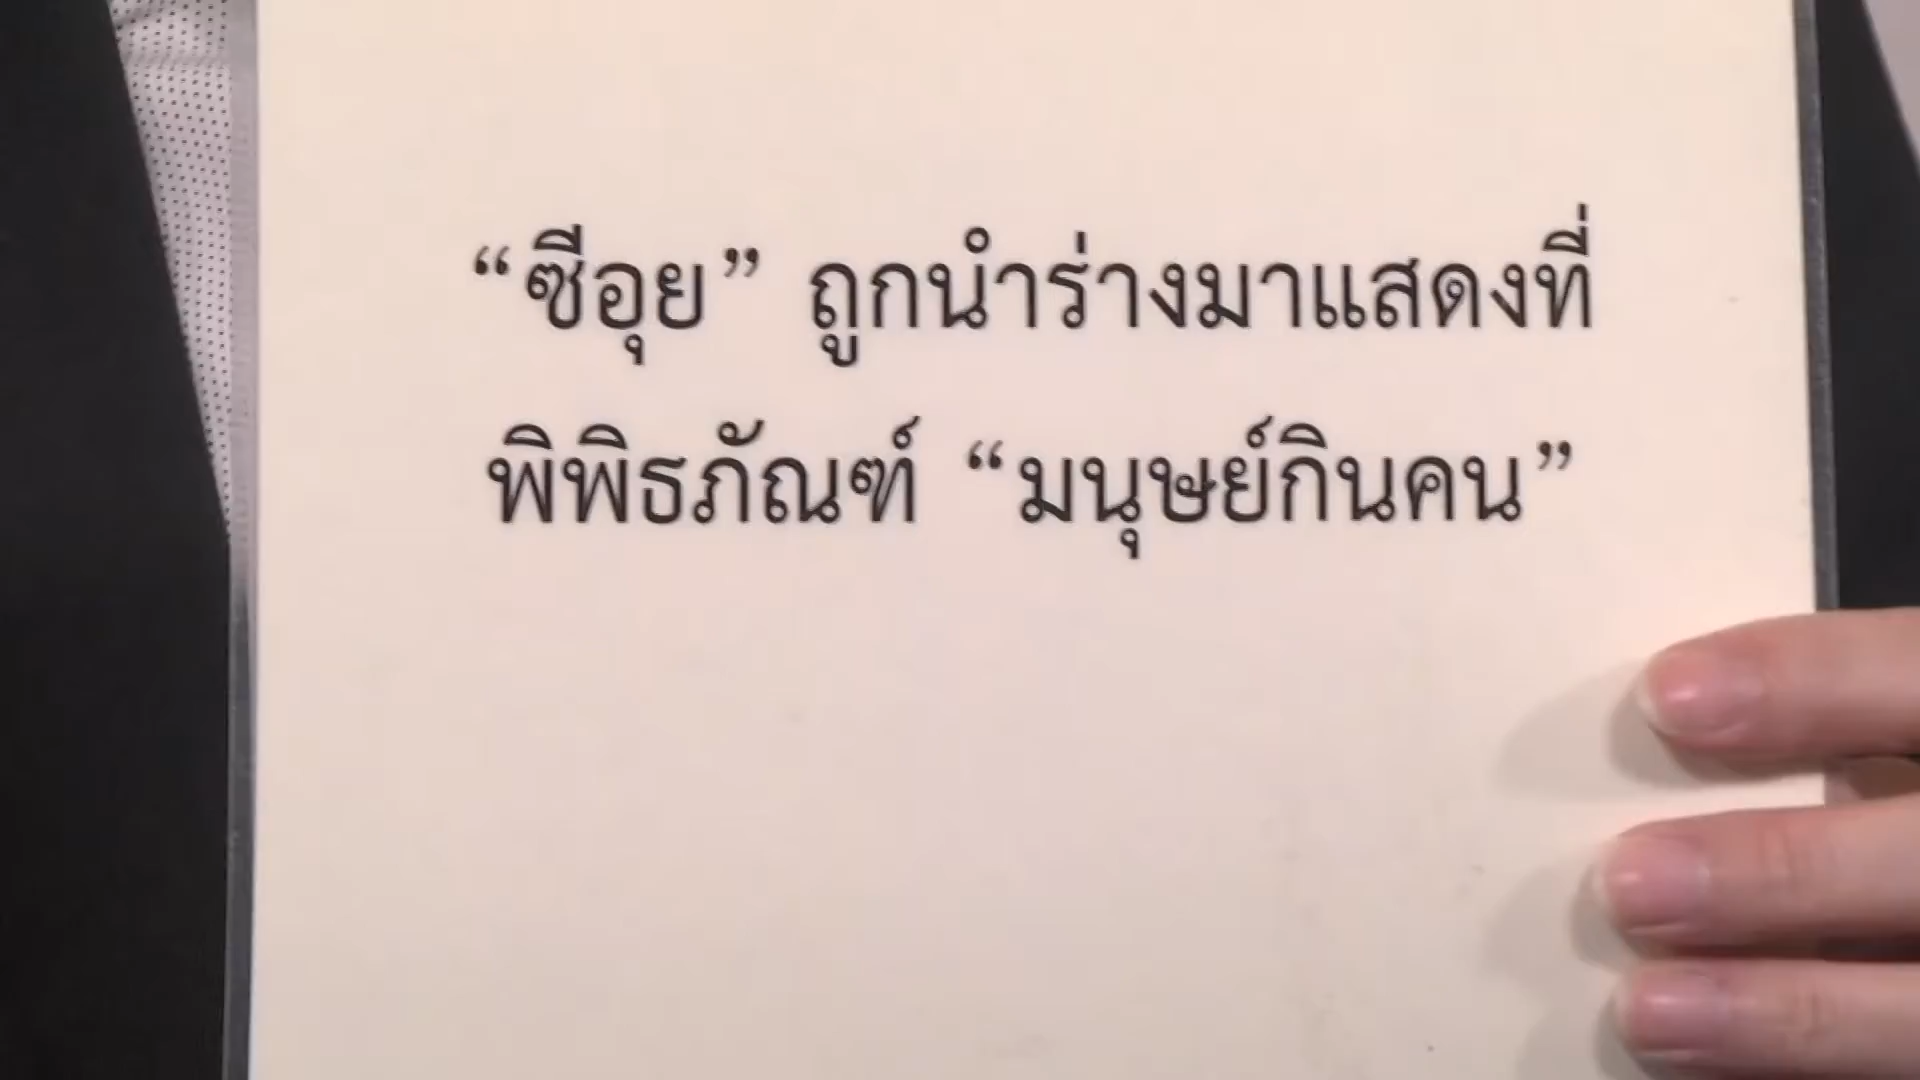 “ซีอุย” ถูกนำร่างมาแสดงที่
พิพิธภัณฑ์ “มนุษย์กินคน”